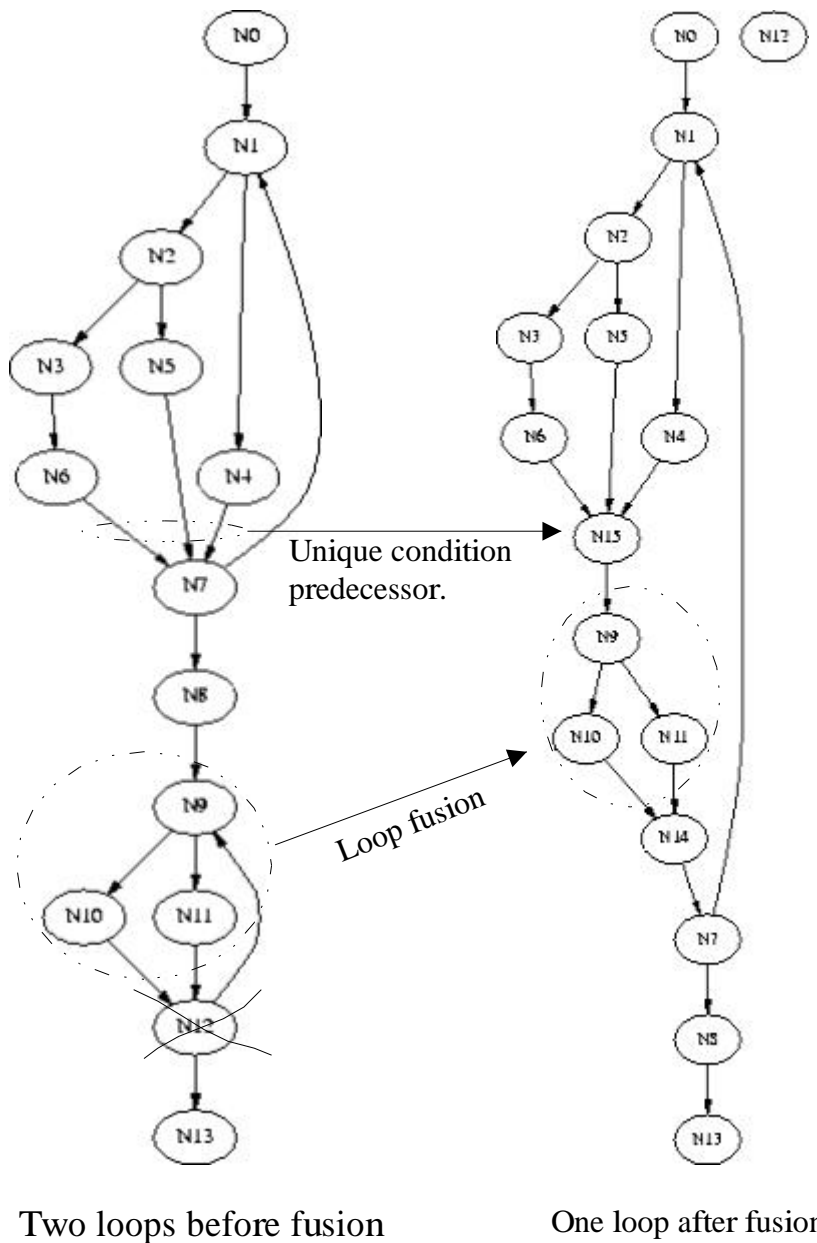 N0
N1
N2
N3
N5
N6
N4
N7
N8
N9
N10
N11
N12
N13
Two loops before fusion
Unique condition
predecessor.
Loop fusion
N0
N12
N1
N2
N3
N5
N6
N4
N15
N9
N10
N11
N14
N7
N8
N13
One loop after fusion